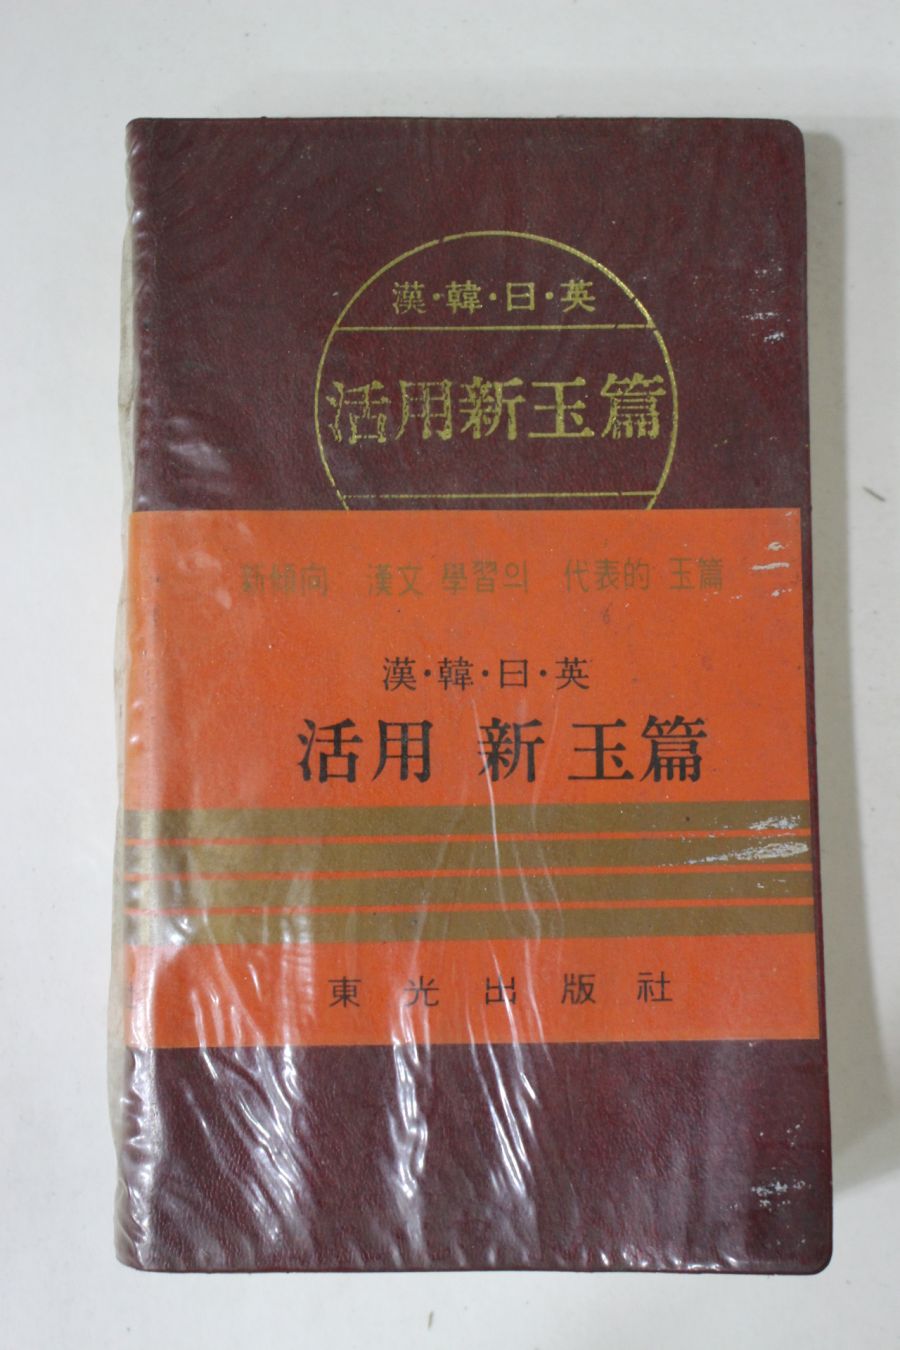 漢·韓·日·英
活用新玉篇
新傾向 漢文 學習의 代表的 玉篇
漢·韓·日·英
活用 新 玉篇
東光出版社